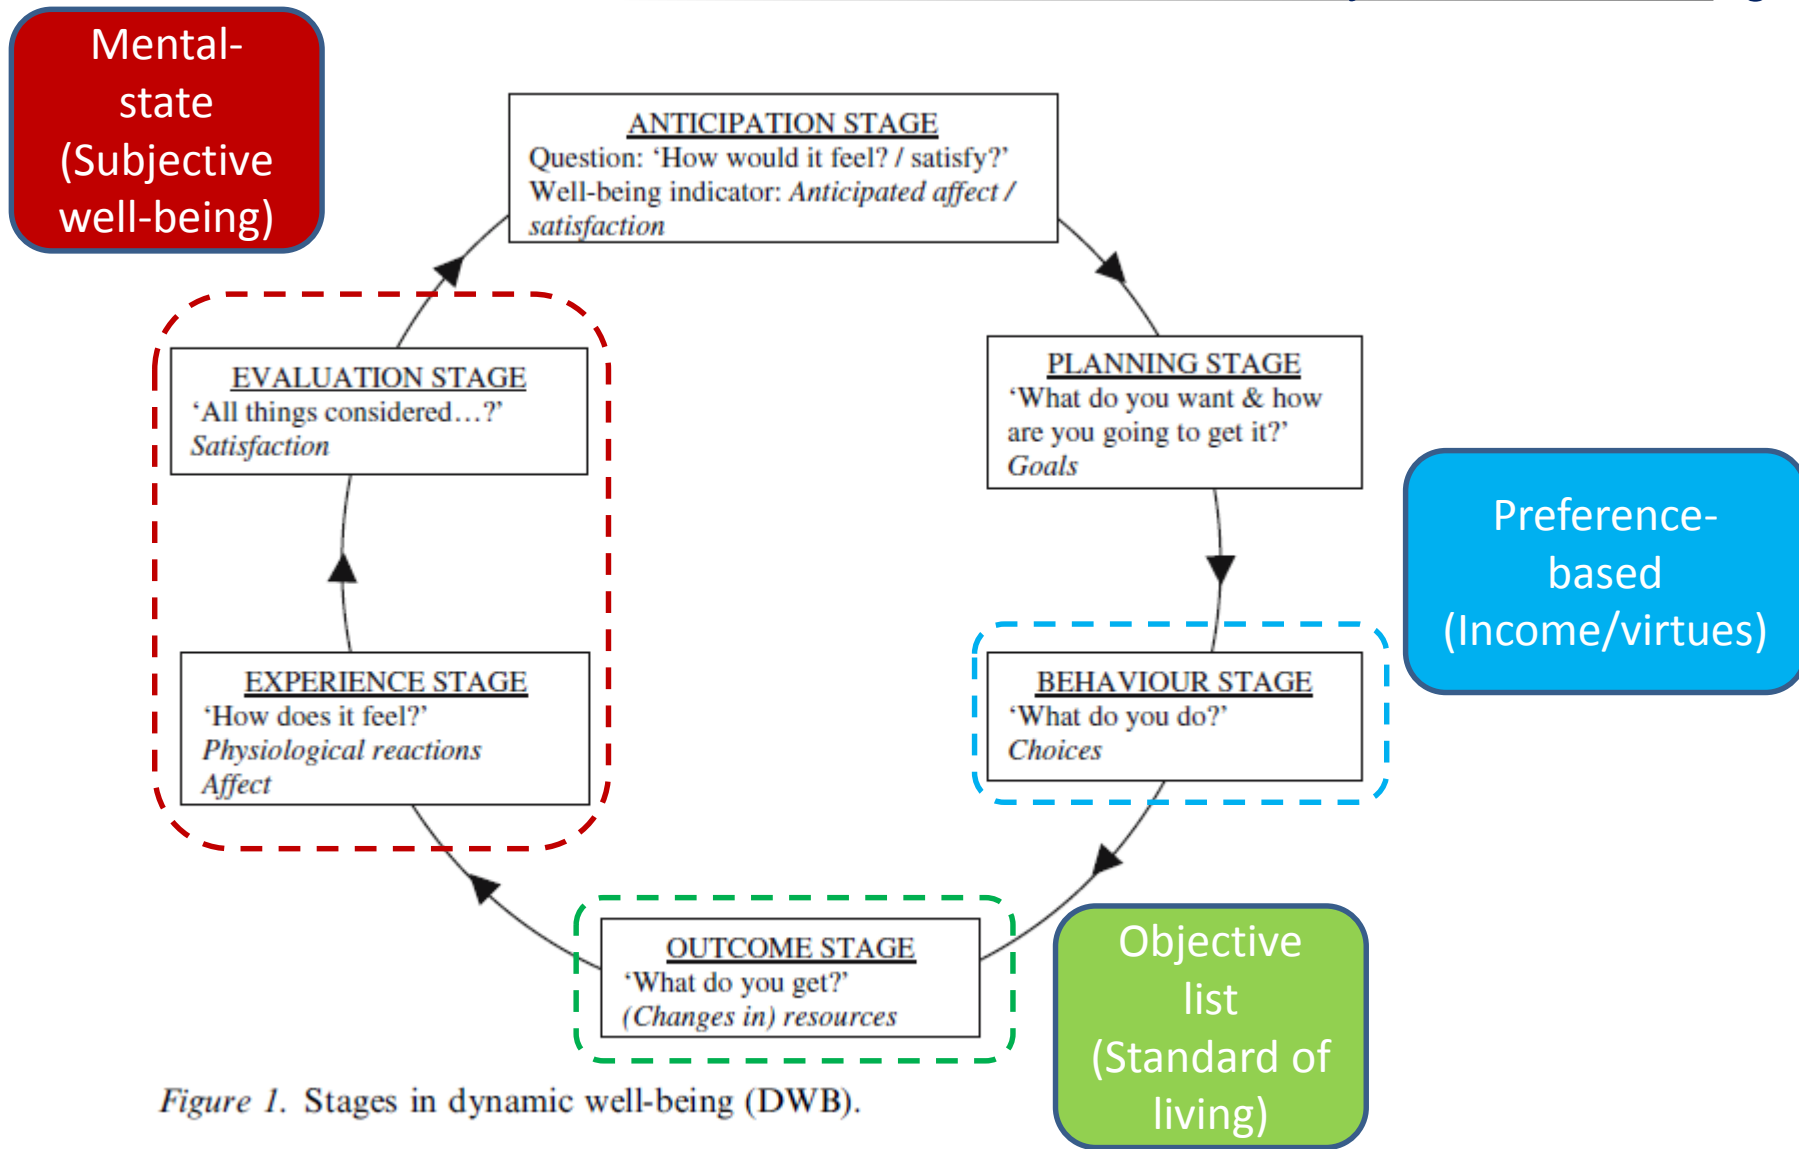 Mental-
state
(Subjective
well-being)
ANTICIPATION STAGE
Question: ‘How would it feel? / satisfy?’
Well-being indicator: Anticipated affect /
satisfaction
EVALUATION STAGE
‘All things considered…?’
Satisfaction
PLANNING STAGE
‘What do you want & how
are you going to get it?’
Goals
Preference-
based
(Income/virtues)
EXPERIENCE STAGE
‘How does it feel?’
Physiological reactions
Affect
BEHAVIOUR STAGE
‘What do you do?’
Choices
OUTCOME STAGE
‘What do you get?’
(Changes in) resources
Objective
list
(Standard of
living)
Figure 1. Stages in dynamic well-being (DWB).